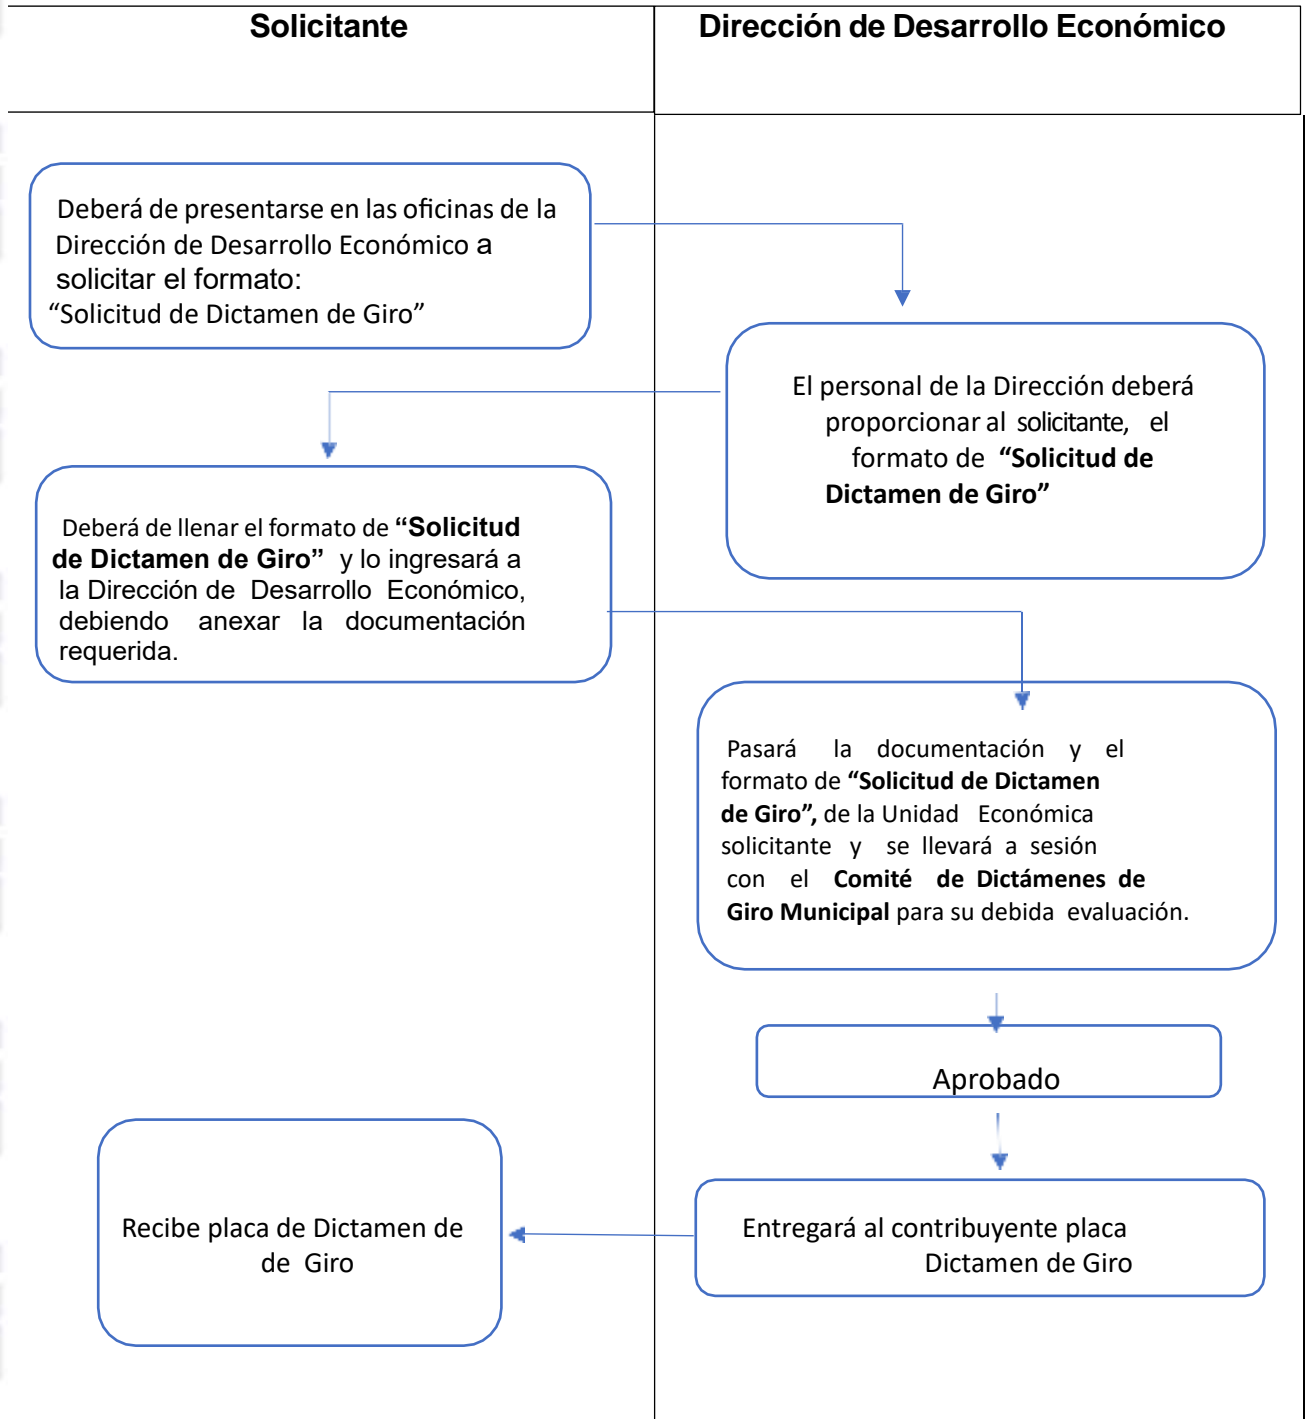 Solicitante
Dirección de Desarrollo Económico
Deberá de presentarse en las oficinas de la
Dirección de Desarrollo Económico a
solicitar el formato:
“Solicitud de Dictamen de Giro”
El personal de la Dirección deberá
proporcionar al solicitante, el
formato de “Solicitud de
Dictamen de Giro”
Deberá de llenar el formato de “Solicitud
de Dictamen de Giro” y lo ingresará a
la Dirección de Desarrollo Económico,
debiendo anexar la documentación
requerida.
Pasará la documentación y el
formato de “Solicitud de Dictamen
de Giro”, de la Unidad Económica
solicitante y se llevará a sesión
con el Comité de Dictámenes de
Giro Municipal para su debida evaluación.
Aprobado
Entregará al contribuyente placa
Dictamen de Giro
Recibe placa de Dictamen de
de Giro